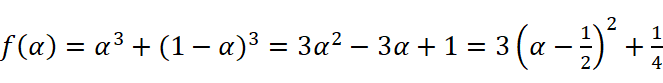 f(α) = α³ + (1 − α)³ = 3α² − 3α + 1 = 3(α − 1/2)² + 1/4